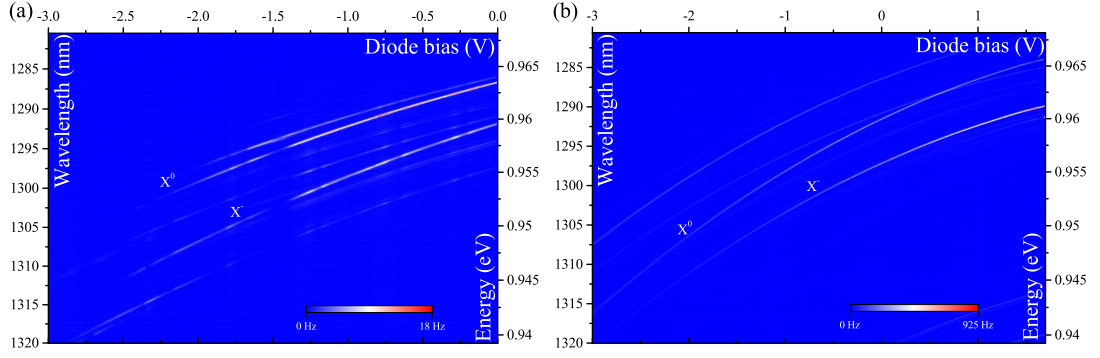 (a)
-3.0 -2.5 -2.0 -1.5 -1.0 -0.5 0.0
Diode bias (V)
Wavelength (nm)
1285
1290
1295
1300
1305
1310
1315
1320
0.965
0.96
0.955
0.95
0.945
0.94
Energy (eV)
X⁰
X⁻
0 Hz
18 Hz
(b)
-3 -2 -1 0 1
Diode bias (V)
Wavelength (nm)
1285
1290
1295
1300
1305
1310
1315
1320
0.965
0.96
0.955
0.95
0.945
0.94
Energy (eV)
X⁻
X⁰
0 Hz
925 Hz